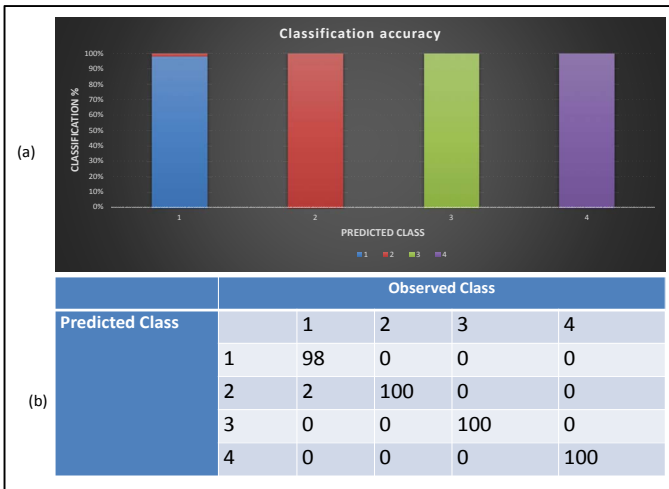 (a)
Classification accuracy
CLASSIFICATION %
100%
90%
80%
70%
60%
50%
40%
30%
20%
10%
0%
1 2 3 4
PREDICTED CLASS
1 2 3 4
(b)
Observed Class
Predicted Class 1 2 3 4
1 98 0 0 0
2 2 100 0 0
3 0 0 100 0
4 0 0 0 100